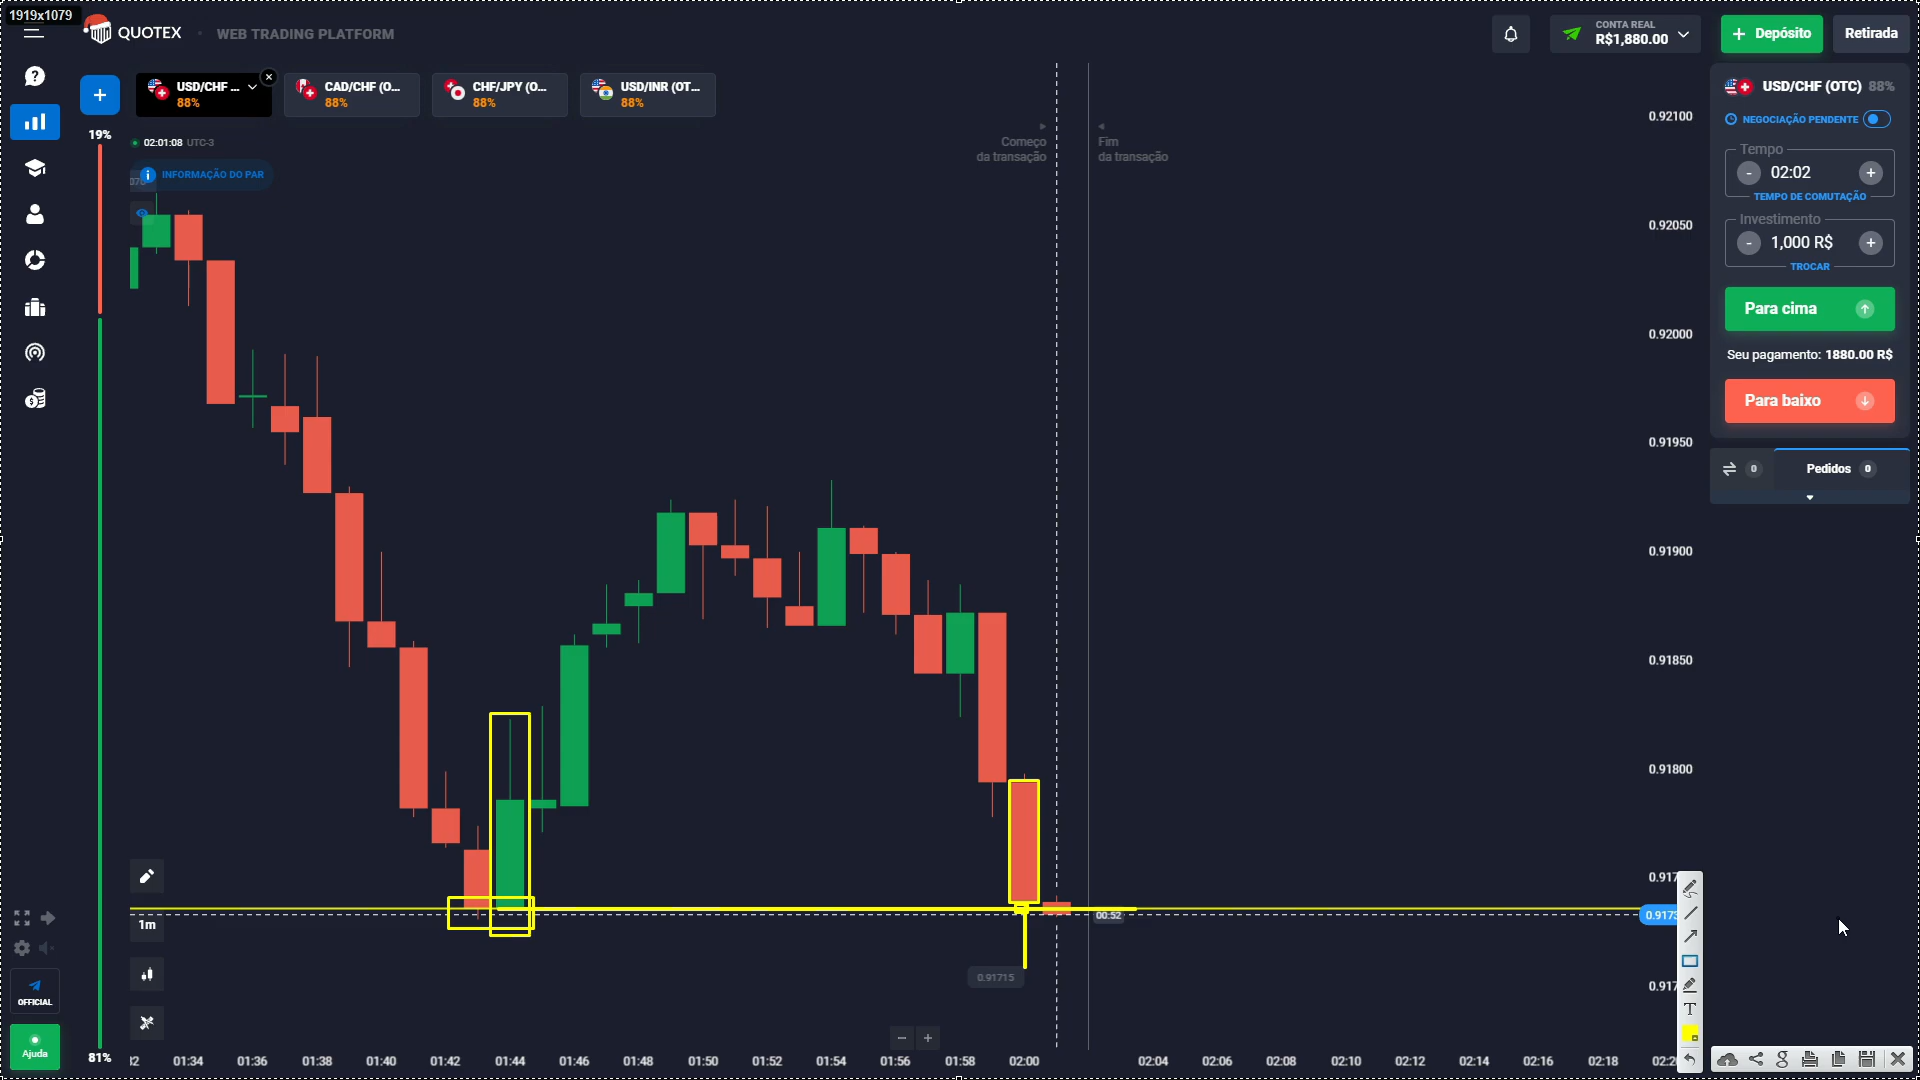 1919x1079
QUOTEX
WEB TRADING PLATFORM
CONTA REAL
R$1,880.00
Depósito
Retirada
USD/CHF ...
88%
CAD/CHF (O...
88%
CHF/JPY (O...
88%
USD/INR (OT...
88%
19%
02:01:08 UTC-3
INFORMAÇÃO DO PAR
Começo
da transação
Fim
da transação
0.92100
0.92050
0.92000
0.91950
0.91900
0.91850
0.91800
0.917
0.9173
0.917
USD/CHF (OTC) 88%
NEGOCIAÇÃO PENDENTE
Tempo
- 02:02 +
TEMPO DE COMUTAÇÃO
Investimento
- 1,000 R$ +
TROCAR
Para cima
Seu pagamento: 1880.00 R$
Para baixo
0
Pedidos 0
1m
00:52
0.91715
OFFICIAL
Ajuda
81%
01:34
01:36
01:38
01:40
01:42
01:44
01:46
01:48
01:50
01:52
01:54
01:56
01:58
02:00
02:04
02:06
02:08
02:10
02:12
02:14
02:16
02:18